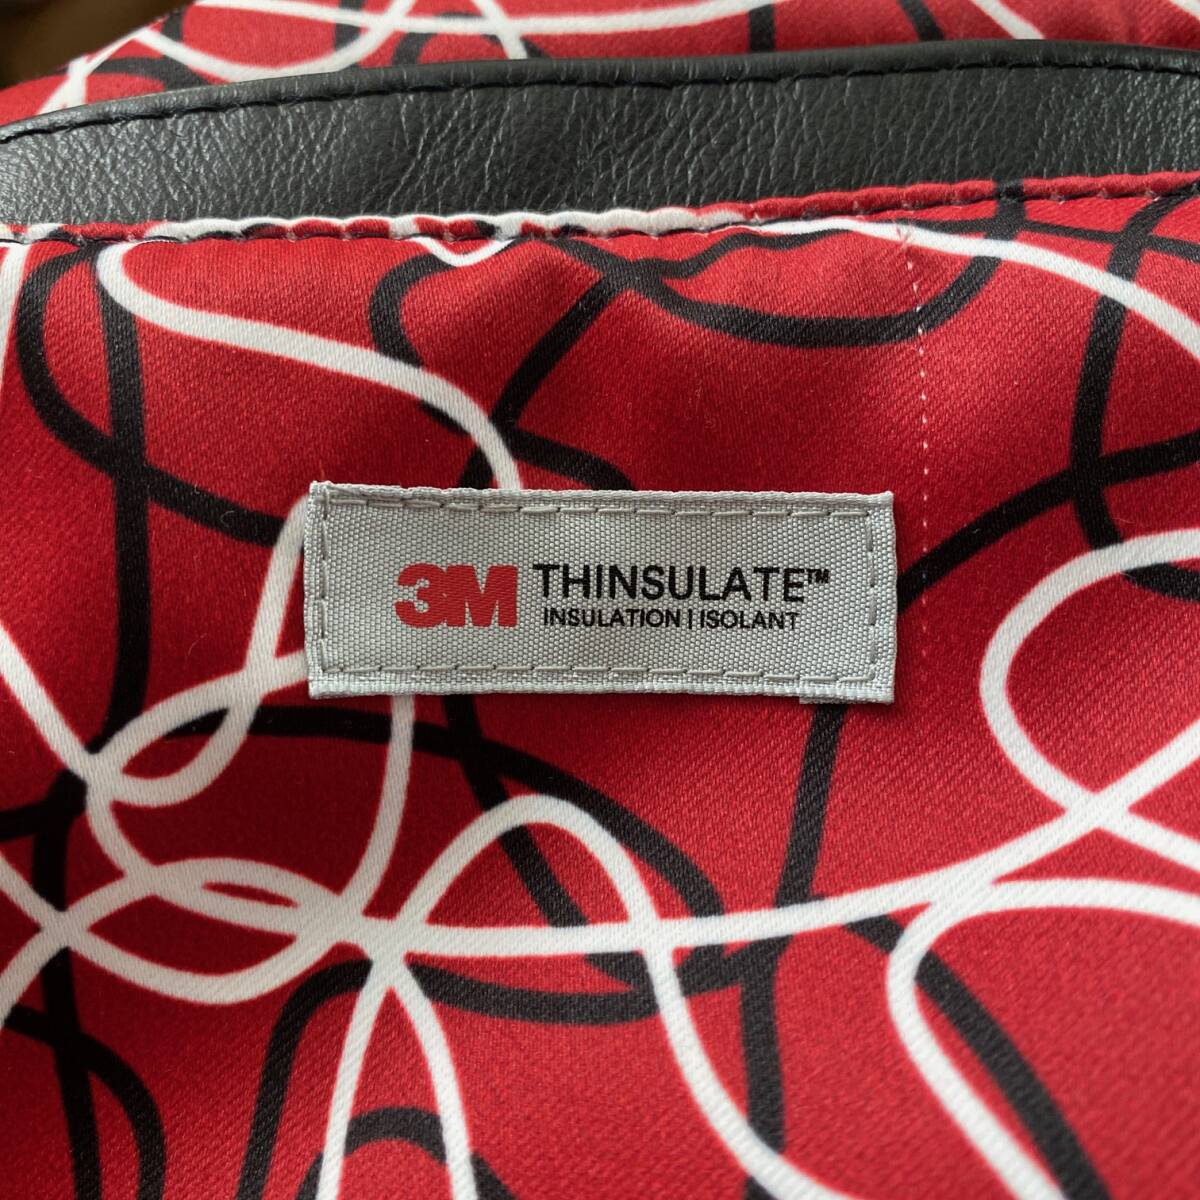 3M THINSULATE™
INSULATION | ISOLANT